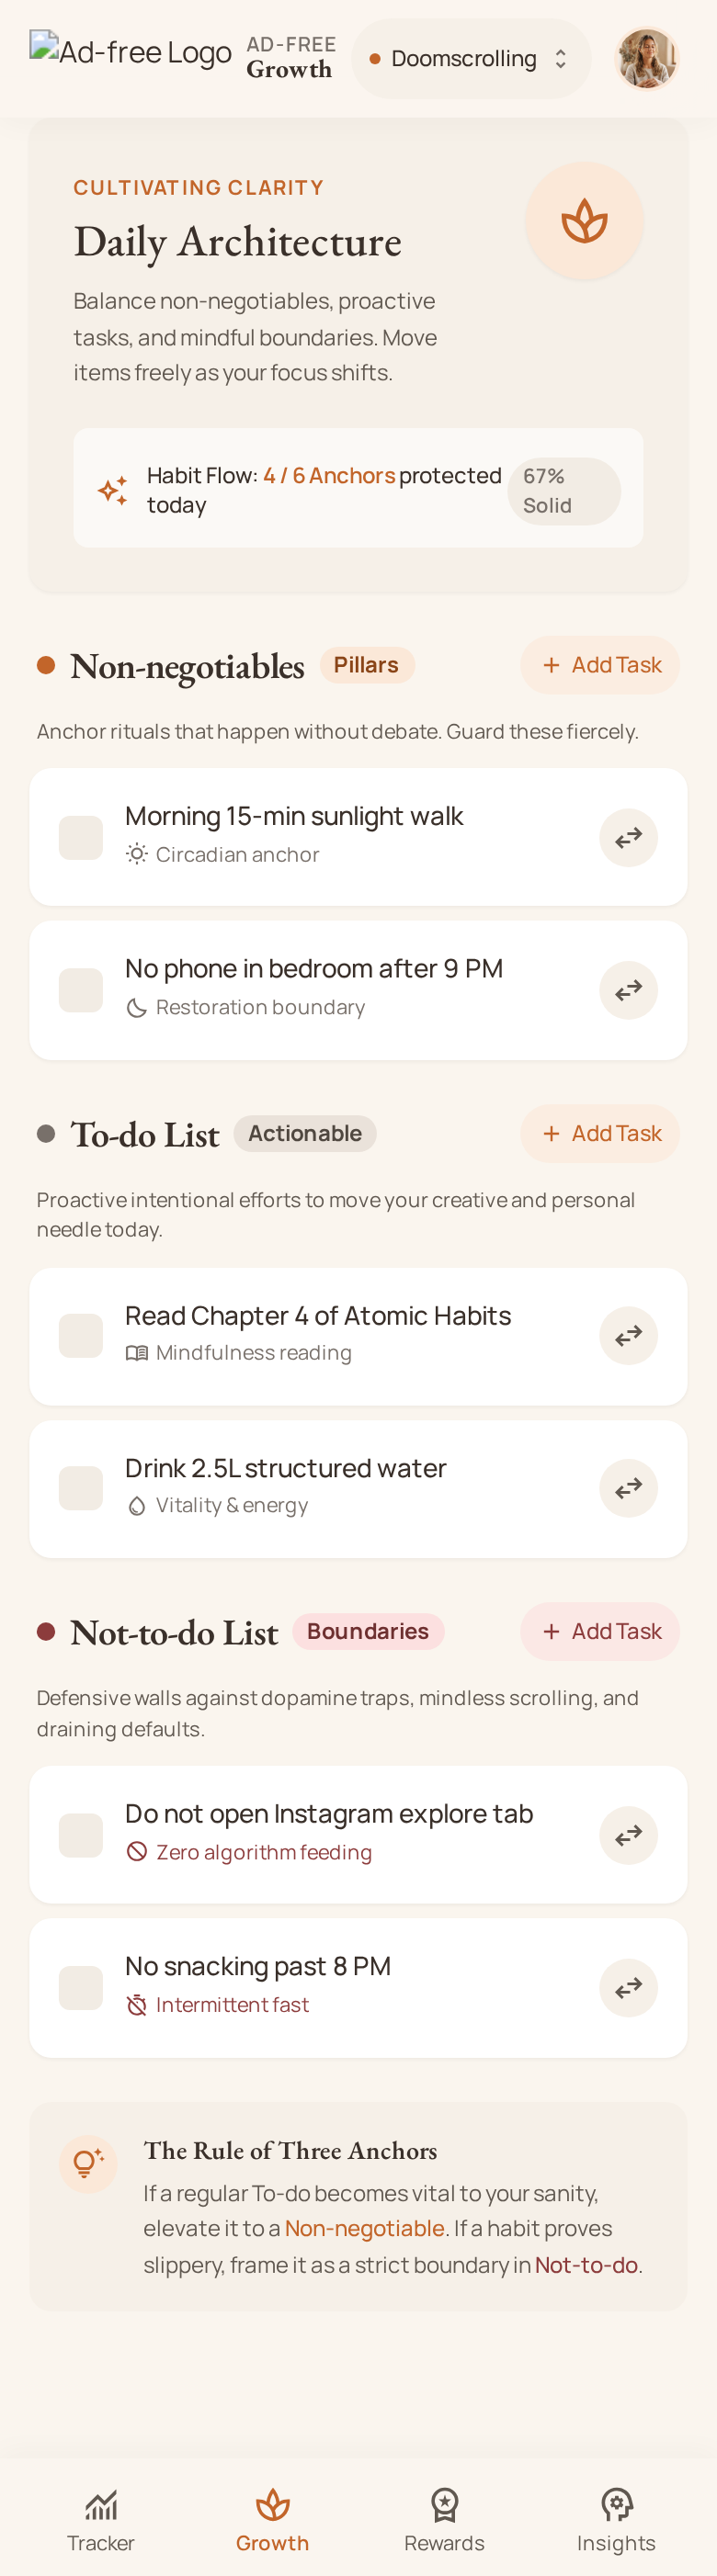 Ad-free Logo
AD-FREE
Growth
Doomscrolling
CULTIVATING CLARITY
Daily Architecture
Balance non-negotiables, proactive
tasks, and mindful boundaries. Move
items freely as your focus shifts.
Habit Flow: 4 / 6 Anchors protected
today
67%
Solid
Non-negotiables
Pillars
+ Add Task
Anchor rituals that happen without debate. Guard these fiercely.
Morning 15-min sunlight walk
Circadian anchor
No phone in bedroom after 9 PM
Restoration boundary
To-do List
Actionable
+ Add Task
Proactive intentional efforts to move your creative and personal
needle today.
Read Chapter 4 of Atomic Habits
Mindfulness reading
Drink 2.5L structured water
Vitality & energy
Not-to-do List
Boundaries
+ Add Task
Defensive walls against dopamine traps, mindless scrolling, and
draining defaults.
Do not open Instagram explore tab
Zero algorithm feeding
No snacking past 8 PM
Intermittent fast
The Rule of Three Anchors
If a regular To-do becomes vital to your sanity,
elevate it to a Non-negotiable. If a habit proves
slippery, frame it as a strict boundary in Not-to-do.
Tracker
Growth
Rewards
Insights